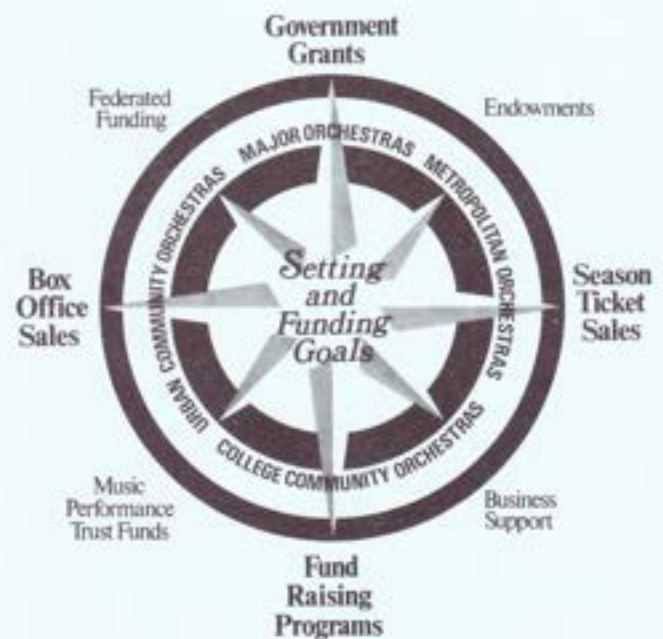 Government
Grants
Federated
Funding
Endowments
MAJOR ORCHESTRAS
METROPOLITAN ORCHESTRAS
URBAN COMMUNITY ORCHESTRAS
COLLEGE COMMUNITY ORCHESTRAS
Setting
and
Funding
Goals
Box
Office
Sales
Season
Ticket
Sales
Music
Performance
Trust Funds
Business
Support
Fund
Raising
Programs